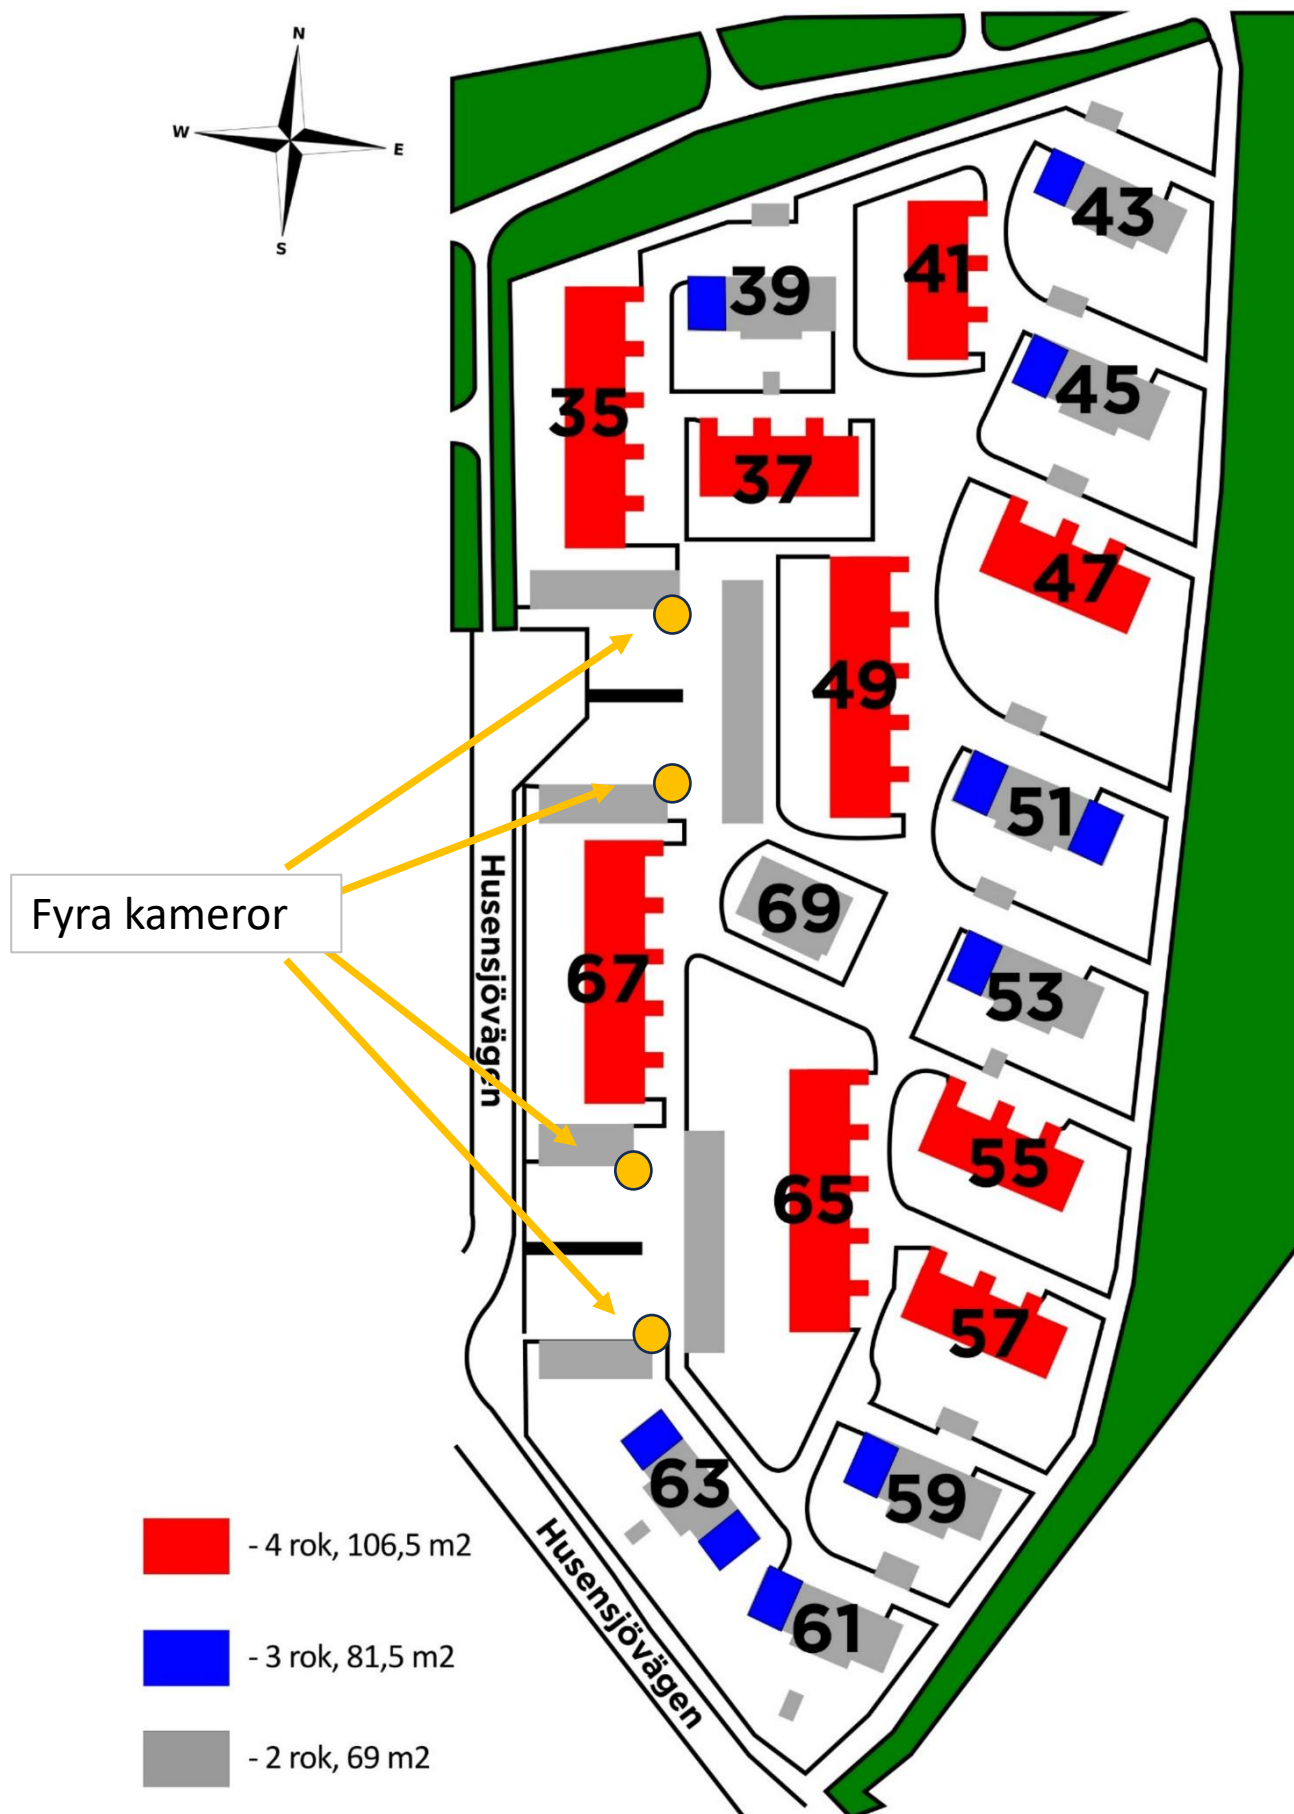 N
W
E
S
43
41
39
45
35
37
47
49
51
69
Fyra kameror
Husensjövägen
67
53
55
65
57
63
59
61
Husensjövägen
- 4 rok, 106,5 m2
- 3 rok, 81,5 m2
- 2 rok, 69 m2